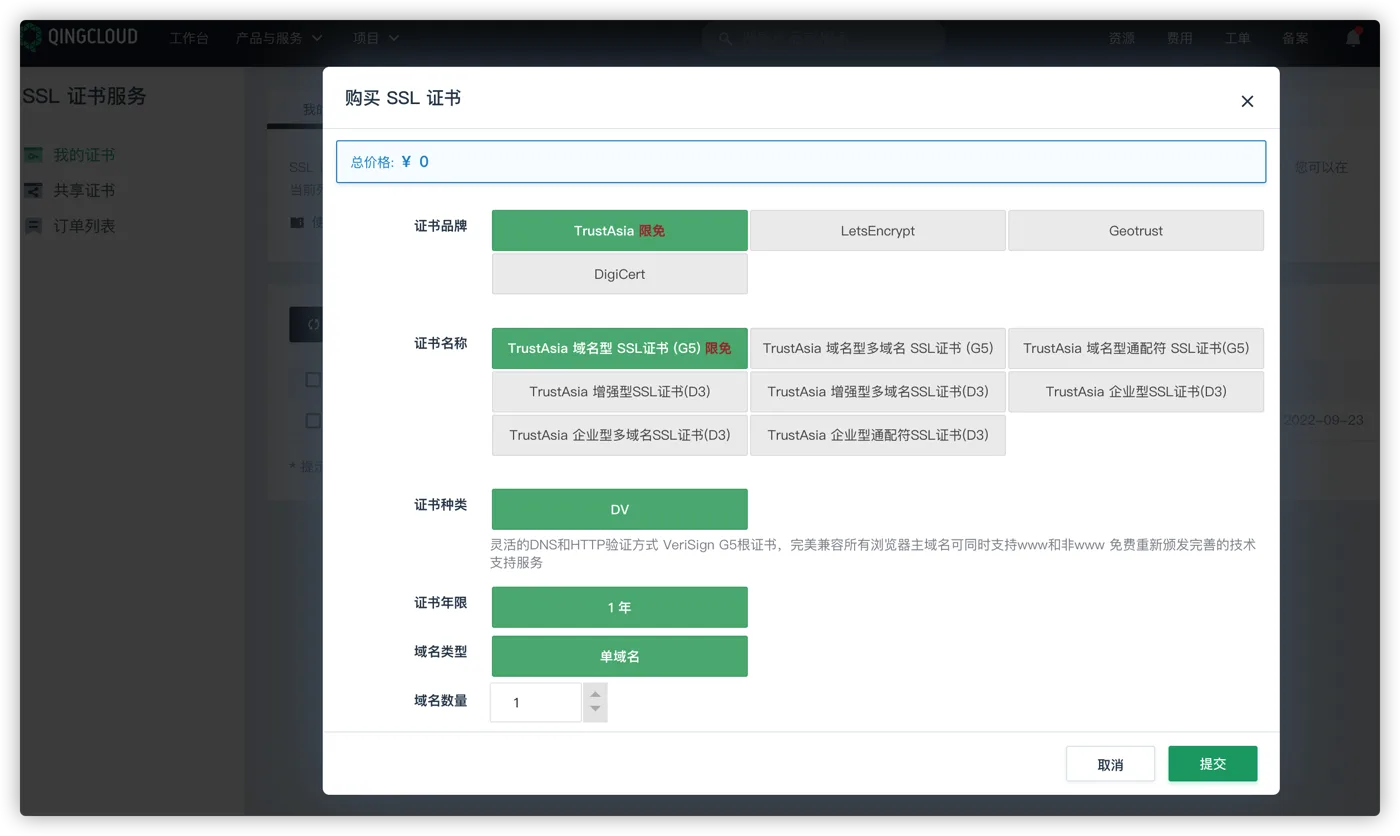 QINGCLOUD 工作台 产品与服务 项目 资源 费用 工单 备案
SSL 证书服务
我的证书
共享证书
订单列表
SSL
当前
使
您可以在
2022-09-23
* 提示
购买 SSL 证书
总价格: ¥ 0
证书品牌
TrustAsia 限免 LetsEncrypt Geotrust
DigiCert
证书名称
TrustAsia 域名型 SSL证书 (G5) 限免 TrustAsia 域名型多域名 SSL证书 (G5) TrustAsia 域名型通配符 SSL证书(G5)
TrustAsia 增强型SSL证书(D3) TrustAsia 增强型多域名SSL证书(D3) TrustAsia 企业型SSL证书(D3)
TrustAsia 企业型多域名SSL证书(D3) TrustAsia 企业型通配符SSL证书(D3)
证书种类 DV
灵活的DNS和HTTP验证方式 VeriSign G5根证书，完美兼容所有浏览器主域名可同时支持www和非www 免费重新颁发完善的技术
支持服务
证书年限 1 年
域名类型 单域名
域名数量 1
取消 提交